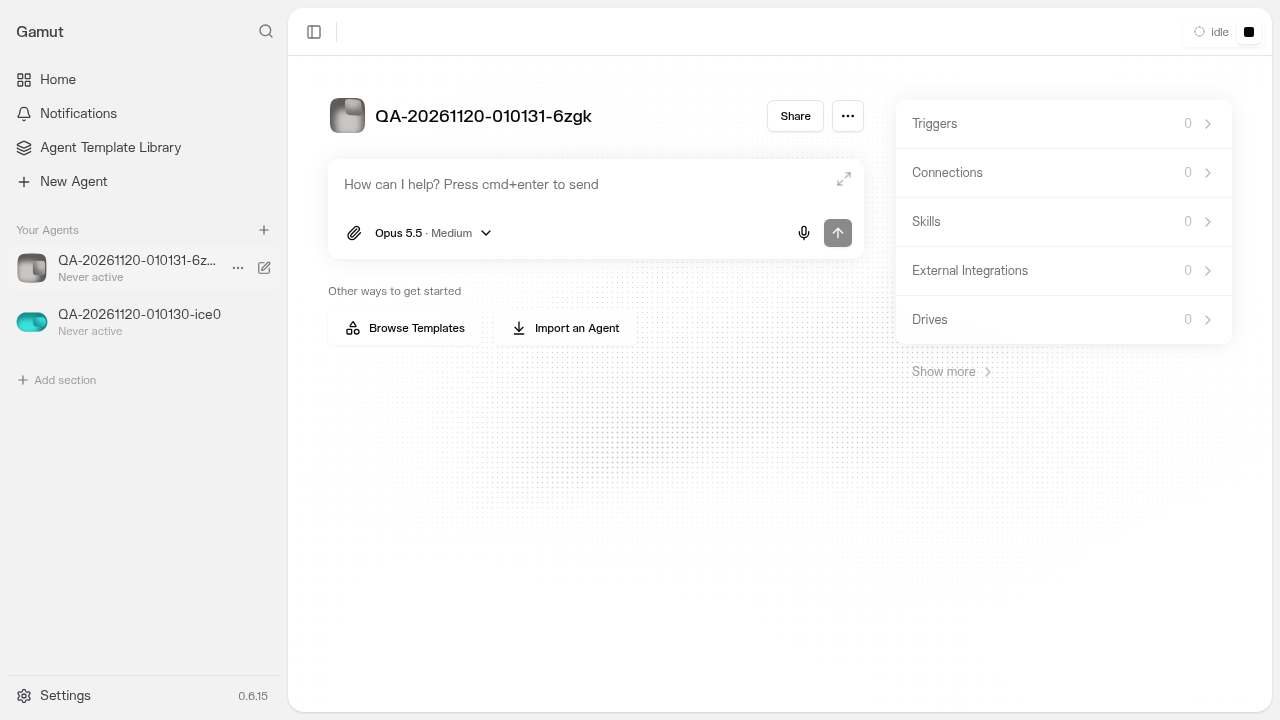 Gamut
Home
Notifications
Agent Template Library
New Agent
Your Agents
QA-20261120-010131-6z...
Never active
QA-20261120-010130-ice0
Never active
Add section
Settings
0.6.15
idle
QA-20261120-010131-6zgk
Share
How can I help? Press cmd+enter to send
Opus 5.5 · Medium
Other ways to get started
Browse Templates
Import an Agent
Triggers 0
Connections 0
Skills 0
External Integrations 0
Drives 0
Show more